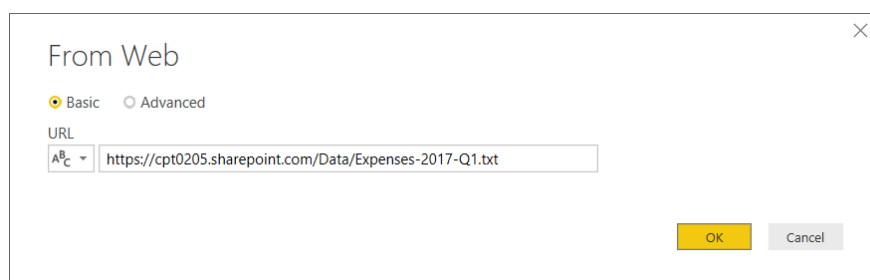 From Web
Basic Advanced
URL
ABC https://cpt0205.sharepoint.com/Data/Expenses-2017-Q1.txt
OK Cancel